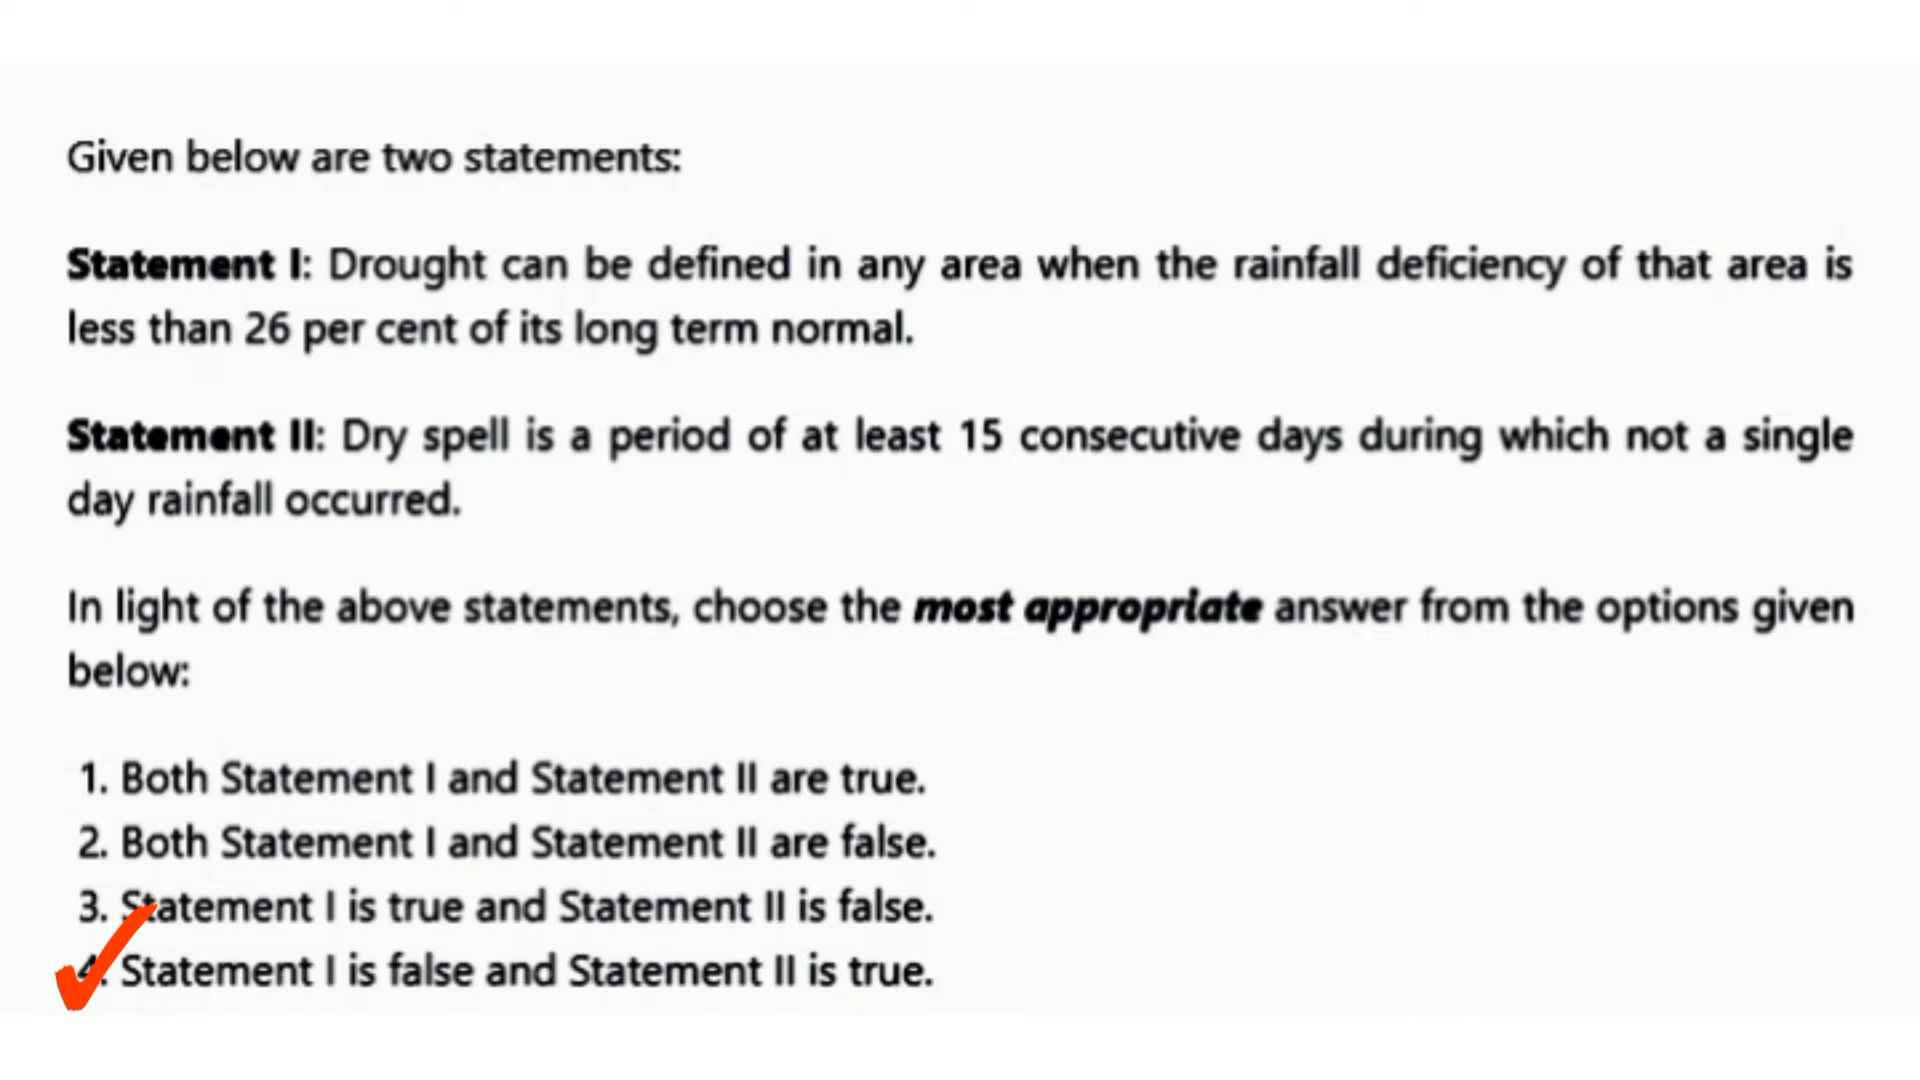 Given below are two statements:
Statement I: Drought can be defined in any area when the rainfall deficiency of that area is
less than 26 per cent of its long term normal.
Statement II: Dry spell is a period of at least 15 consecutive days during which not a single
day rainfall occurred.
In light of the above statements, choose the most appropriate answer from the options given
below:
1. Both Statement I and Statement II are true.
2. Both Statement I and Statement II are false.
3. Statement I is true and Statement II is false.
4. Statement I is false and Statement II is true.